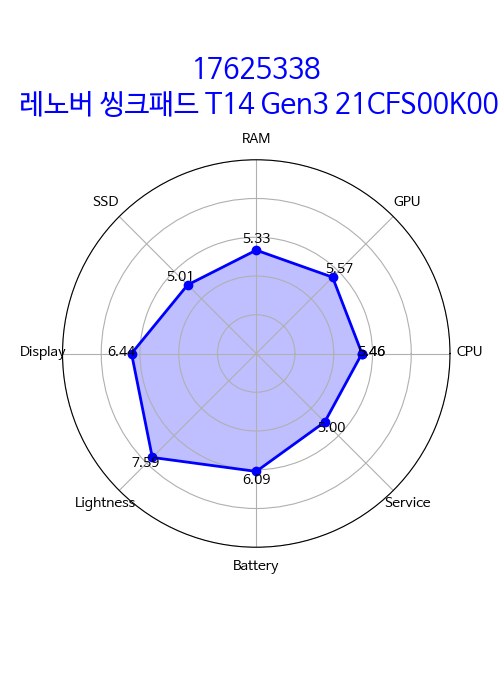 17625338
레노버 씽크패드 T14 Gen3 21CFS00K00
RAM
SSD
GPU
5.33
5.57
5.01
Display
6.44
5.46
CPU
5.00
7.59
6.09
Lightness
Service
Battery